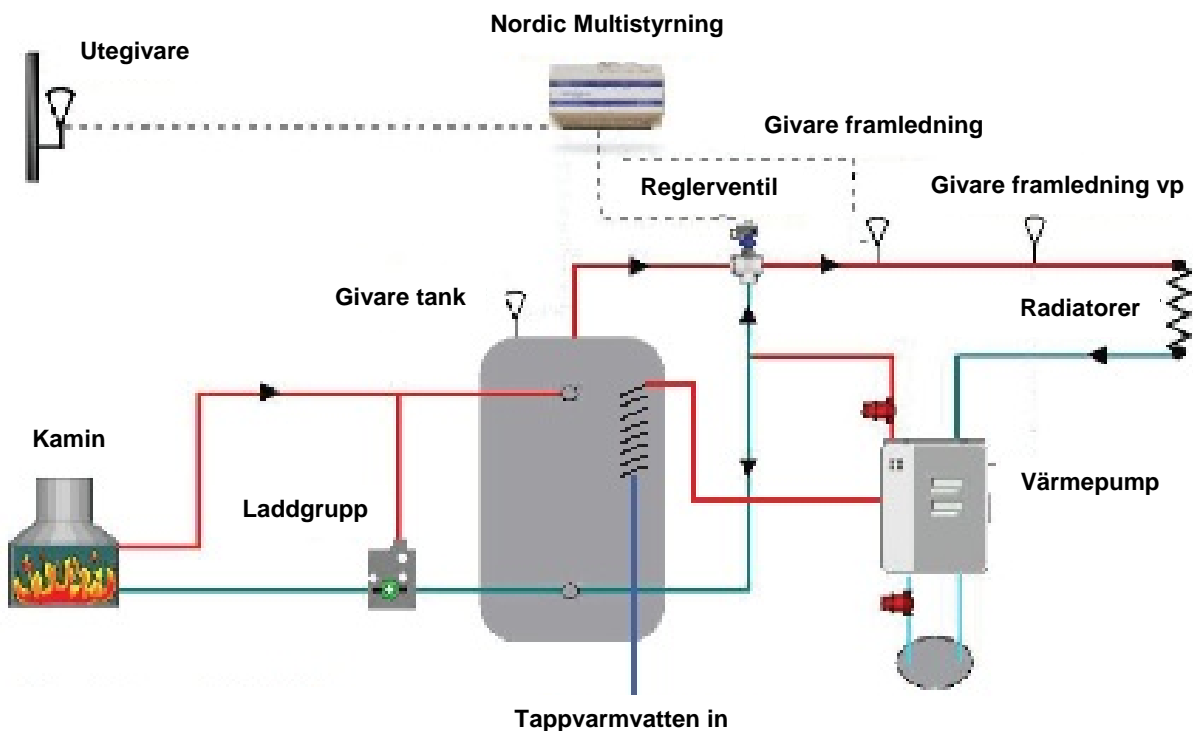 Nordic Multistyrning
Utegivare
Givare framledning
Reglerventil
Givare framledning vp
Givare tank
Radiatorer
Kamin
Värmepump
Laddgrupp
Tappvarmvatten in